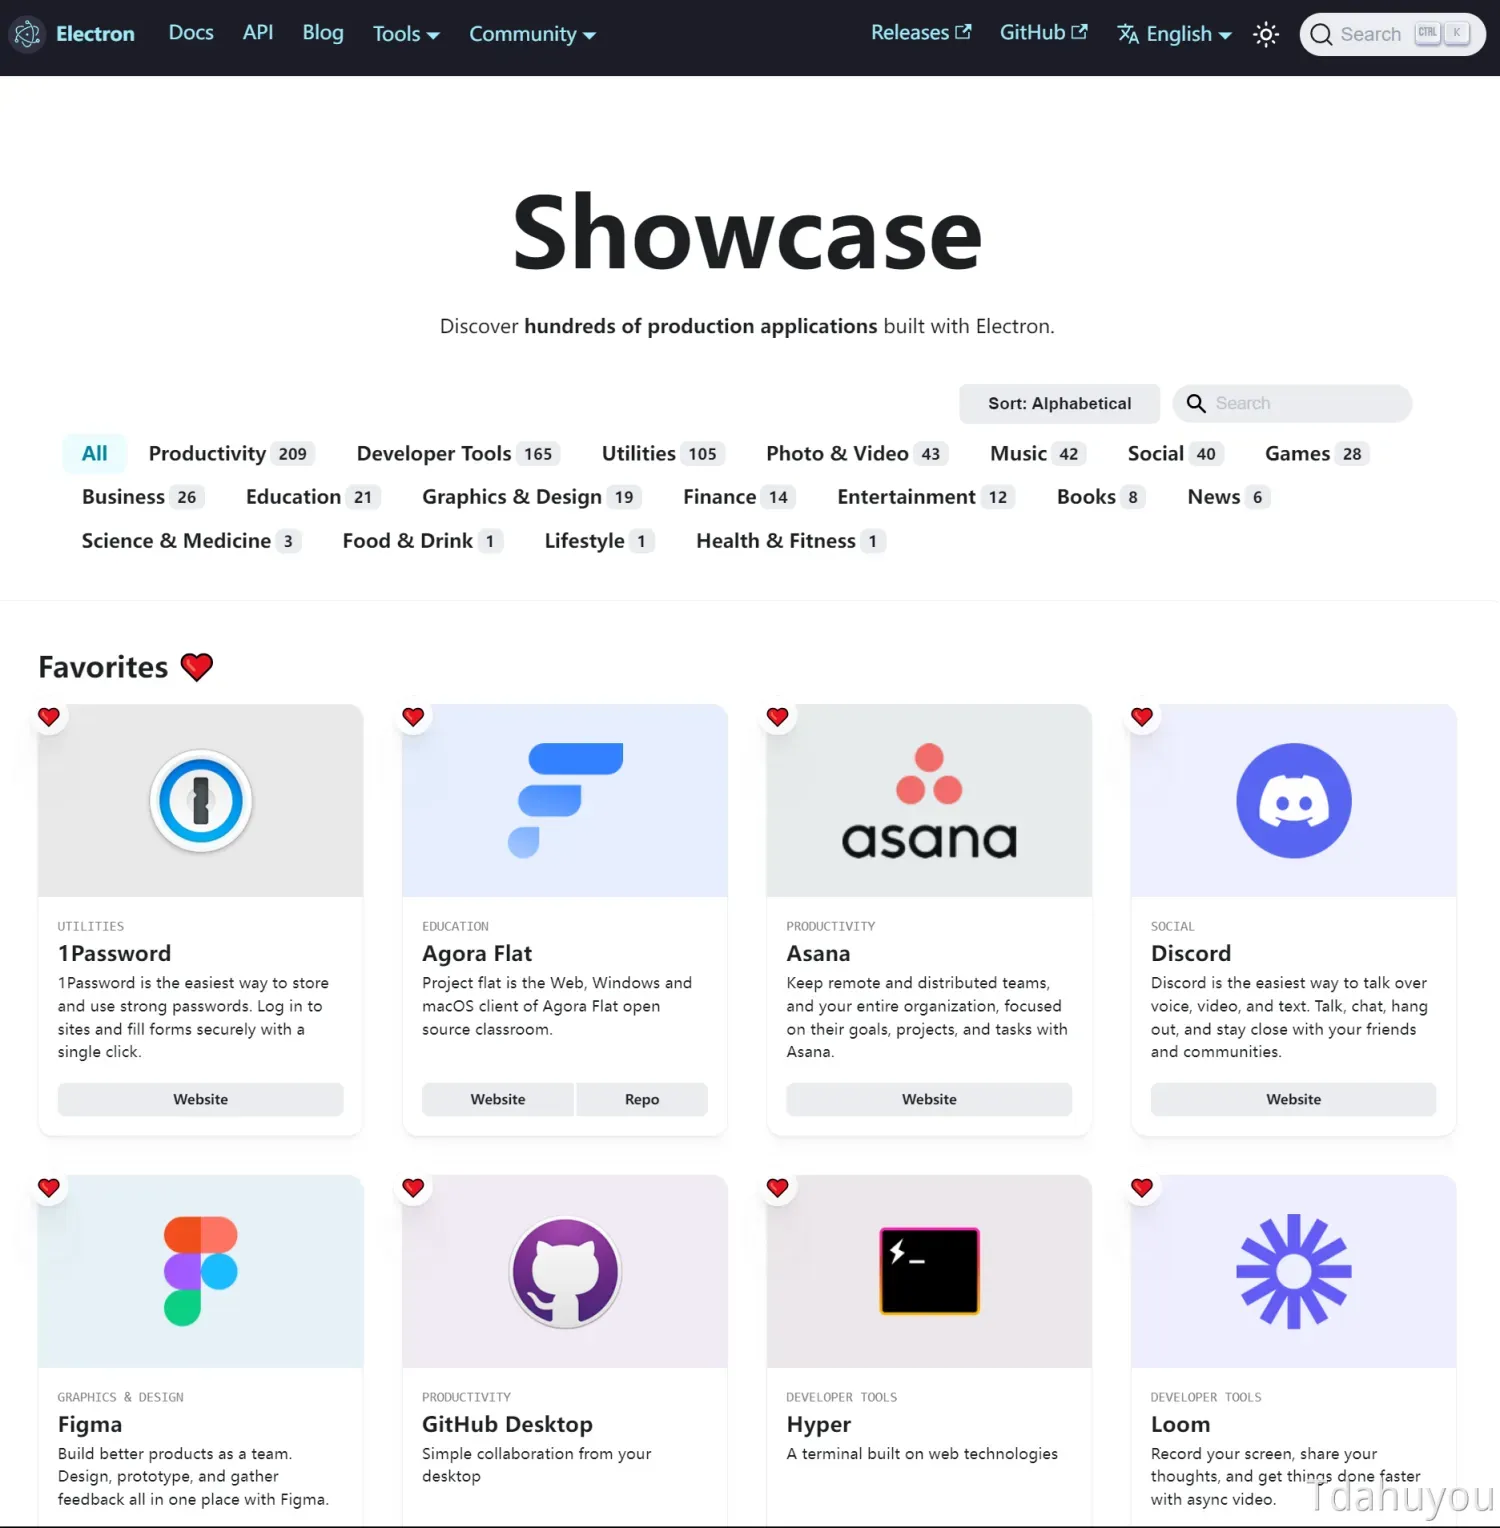 Electron Docs API Blog Tools Community Releases GitHub English Search CTRL K
Showcase
Discover hundreds of production applications built with Electron.
Sort: Alphabetical Search
All Productivity 209 Developer Tools 165 Utilities 105 Photo & Video 43 Music 42 Social 40 Games 28
Business 26 Education 21 Graphics & Design 19 Finance 14 Entertainment 12 Books 8 News 6
Science & Medicine 3 Food & Drink 1 Lifestyle 1 Health & Fitness 1
Favorites
UTILITIES
1Password
1Password is the easiest way to store
and use strong passwords. Log in to
sites and fill forms securely with a
single click.
Website
EDUCATION
Agora Flat
Project flat is the Web, Windows and
macOS client of Agora Flat open
source classroom.
Website Repo
asana
PRODUCTIVITY
Asana
Keep remote and distributed teams,
and your entire organization, focused
on their goals, projects, and tasks with
Asana.
Website
SOCIAL
Discord
Discord is the easiest way to talk over
voice, video, and text. Talk, chat, hang
out, and stay close with your friends
and communities.
Website
GRAPHICS & DESIGN
Figma
Build better products as a team.
Design, prototype, and gather
feedback all in one place with Figma.
PRODUCTIVITY
GitHub Desktop
Simple collaboration from your
desktop
DEVELOPER TOOLS
Hyper
A terminal built on web technologies
DEVELOPER TOOLS
Loom
Record your screen, share your
thoughts, and get things done faster
with async video.
Tdahuyou